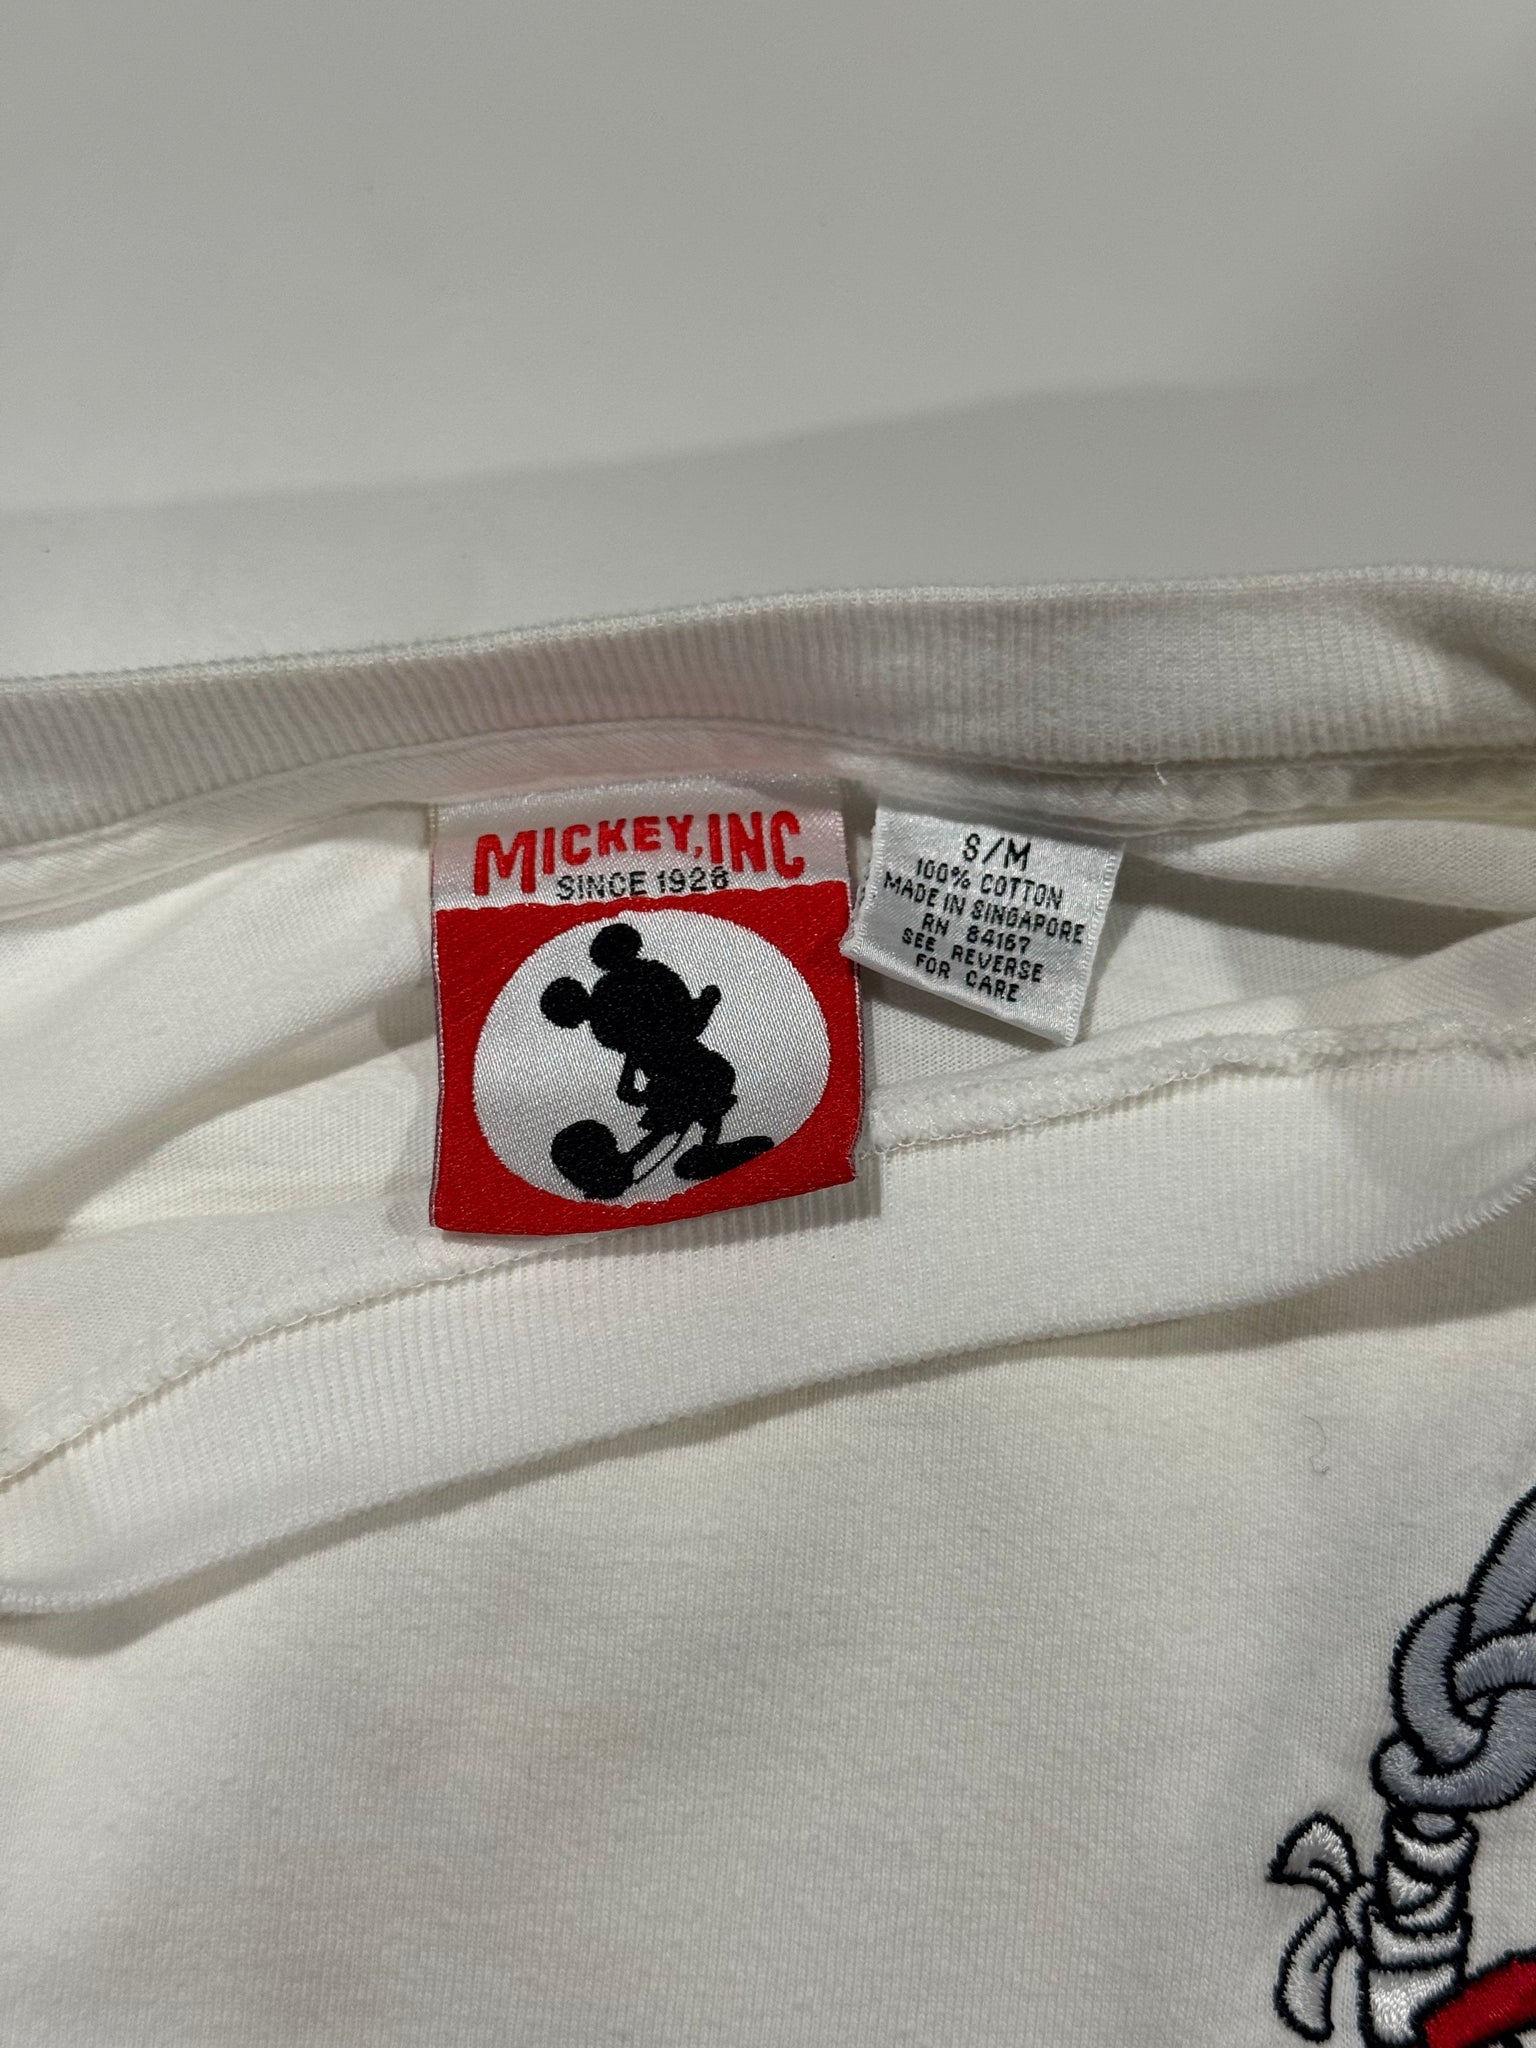 MICKEY, INC
SINCE 1928
S/M
100% COTTON
MADE IN SINGAPORE
RN 84167
SEE REVERSE
FOR CARE